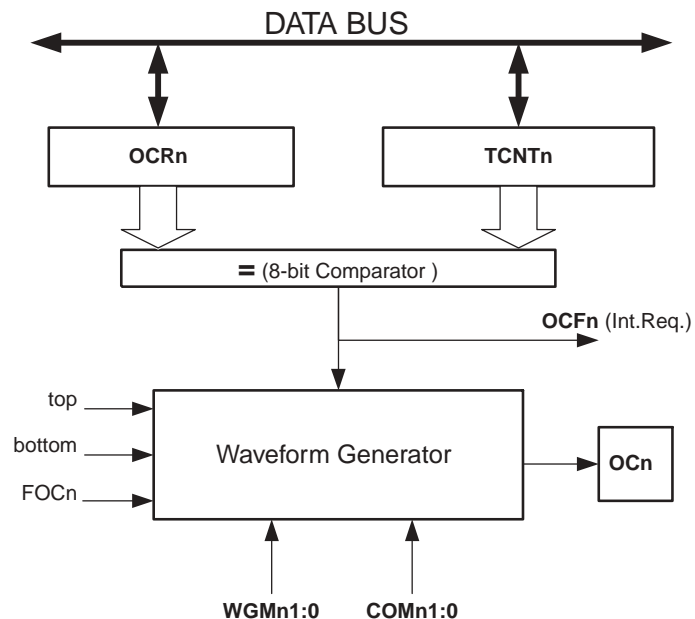 DATA BUS
OCRn
TCNTn
= (8-bit Comparator )
OCFn (Int.Req.)
top
bottom
FOCn
Waveform Generator
OCn
WGMn1:0
COMn1:0